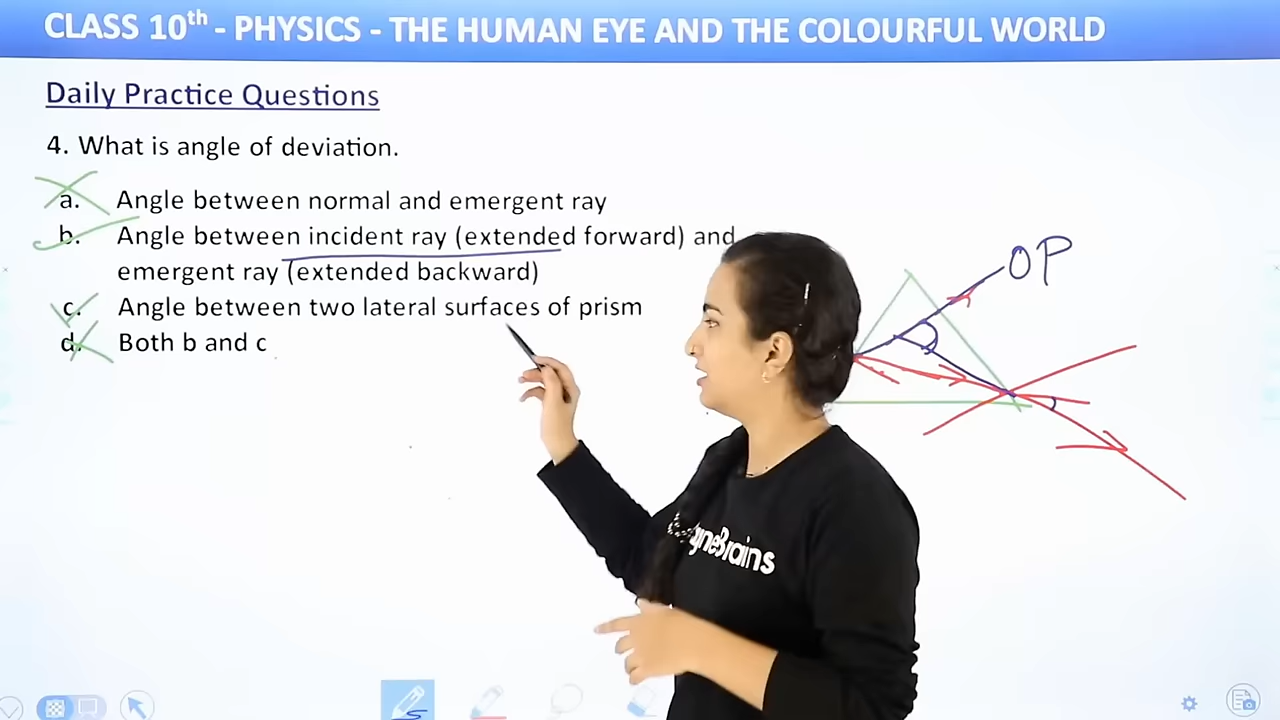 CLASS 10th - PHYSICS - THE HUMAN EYE AND THE COLOURFUL WORLD
Daily Practice Questions
4. What is angle of deviation.
a. Angle between normal and emergent ray
b. Angle between incident ray (extended forward) and
emergent ray (extended backward)
OP
c. Angle between two lateral surfaces of prism
d. Both b and c
Brains